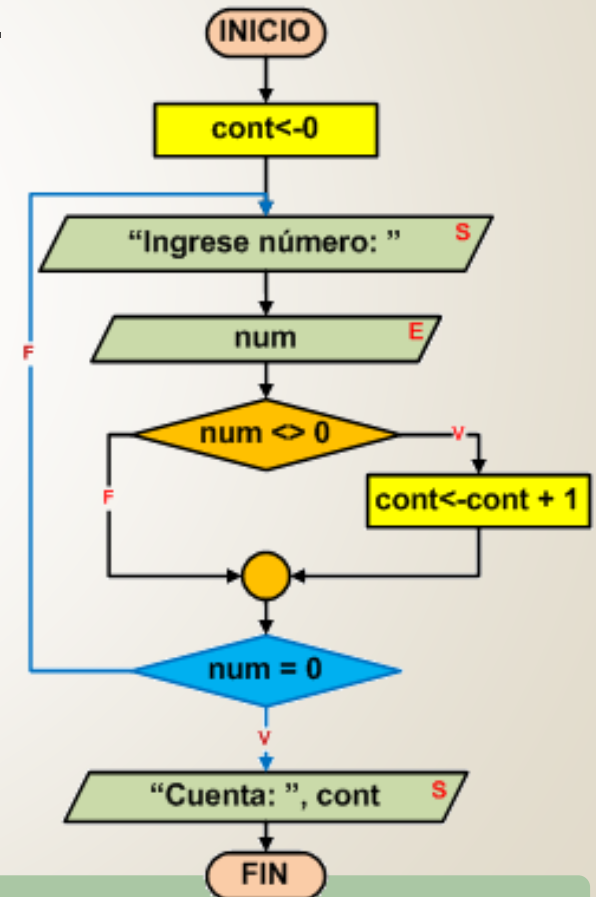 INICIO
cont<-0
“Ingrese número: ” S
num E
F
num <> 0
V
F
cont<-cont + 1
num = 0
V
“Cuenta: ”, cont S
FIN